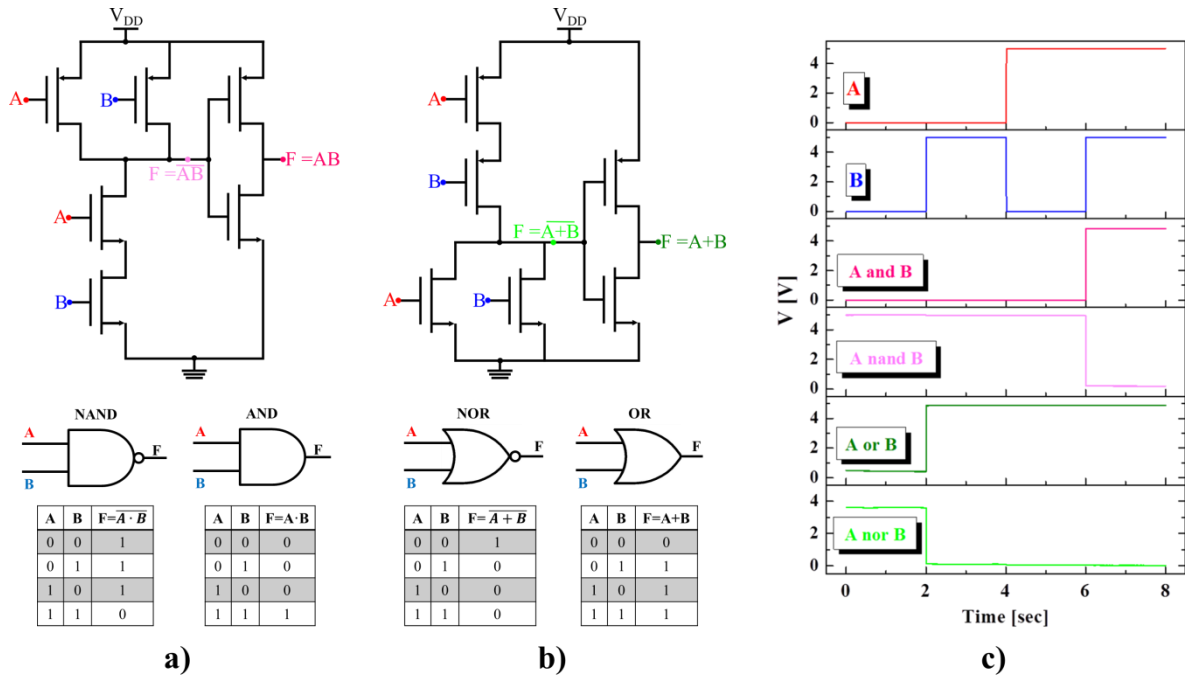 V_DD
A
B
F =\overline{AB}
F =AB
A
B
NAND
A
B
F
AND
A
B
F
A B F=\overline{A · B}
0 0 1
0 1 1
1 0 1
1 1 0
A B F=A·B
0 0 0
0 1 0
1 0 0
1 1 1
a)
V_DD
A
B
F =\overline{A+B}
F =A+B
A
B
NOR
A
B
F
OR
A
B
F
A B F=\overline{A + B}
0 0 1
0 1 0
1 0 0
1 1 0
A B F=A+B
0 0 0
0 1 1
1 0 1
1 1 1
b)
V [V]
4
2
0
A
4
2
0
B
4
2
0
A and B
4
2
0
A nand B
4
2
0
A or B
4
2
0
A nor B
0 2 4 6 8
Time [sec]
c)